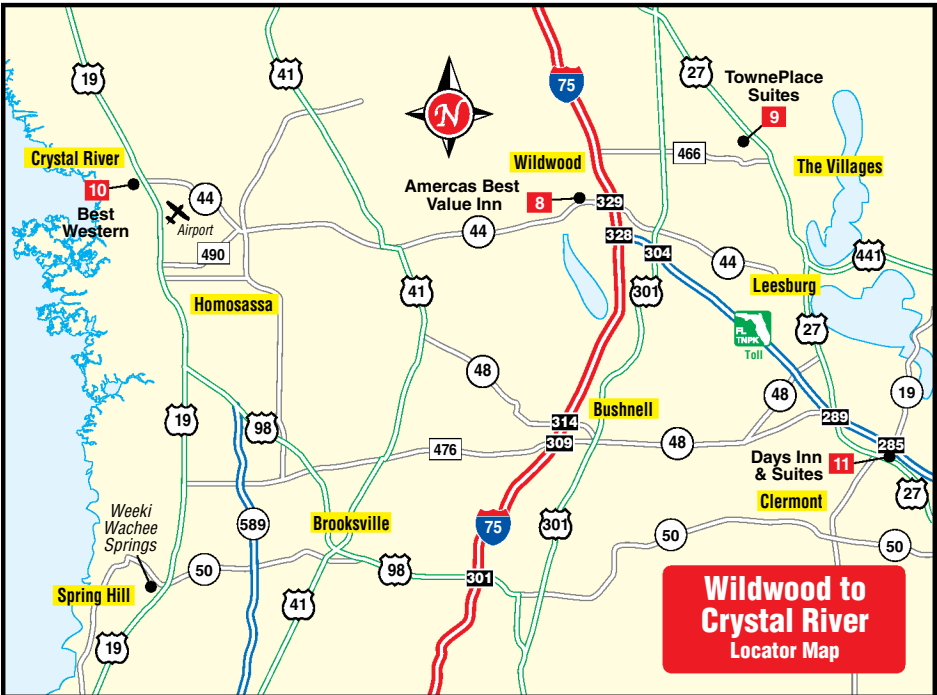 19
41
75
27
TownePlace
Suites
9
N
Crystal River
Wildwood
466
The Villages
10
Best
Western
44
Airport
Amercas Best
Value Inn
8
329
44
328
304
44
490
441
Homosassa
41
301
Leesburg
FL
TNPK
Toll
27
48
19
48
19
98
314
Bushnell
309
476
48
289
285
Days Inn
& Suites
11
27
Clermont
Weeki
Wachee
Springs
589
Brooksville
75
301
50
50
50
98
301
Spring Hill
41
19
Wildwood to
Crystal River
Locator Map